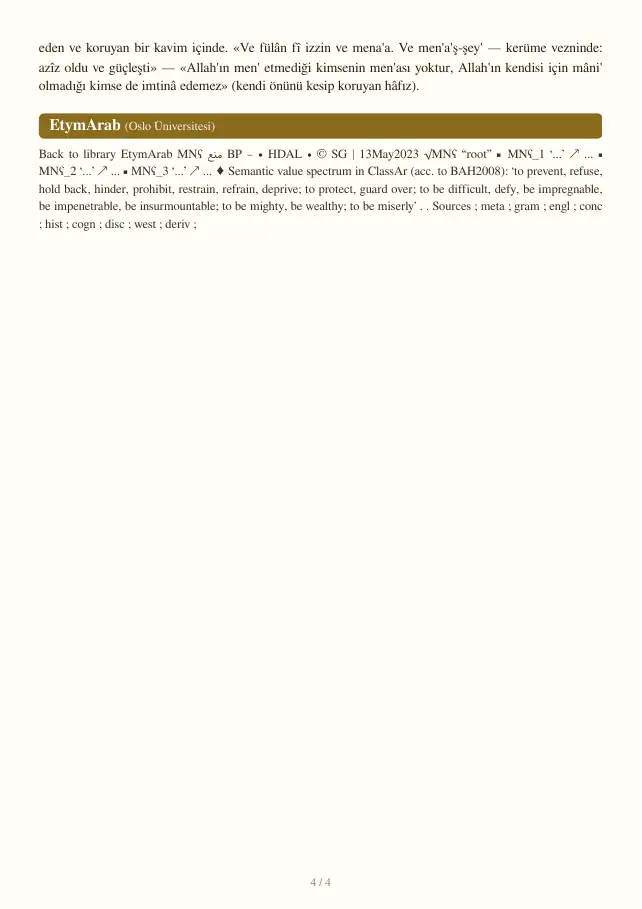 eden ve koruyan bir kavim içinde. «Ve fülân fî izzin ve mena'a. Ve men'a'ş-şey' — kerüme vezninde:
azîz oldu ve güçleşti» — «Allah'ın men' etmediği kimsenin men'ası yoktur, Allah'ın kendisi için mâni'
olmadığı kimse de imtinâ edemez» (kendi önünü kesip koruyan hâfız).
EtymArab (Oslo Üniversitesi)
Back to library EtymArab MNʕ منع BP – • HDAL • © SG | 13May2023 √MNʕ “root” ▪ MNʕ_1 ‘...’ ↗ ... ▪
MNʕ_2 ‘...’ ↗ ... ▪ MNʕ_3 ‘...’ ↗ ... ♦ Semantic value spectrum in ClassAr (acc. to BAH2008): ‘to prevent, refuse,
hold back, hinder, prohibit, restrain, refrain, deprive; to protect, guard over; to be difficult, defy, be impregnable,
be impenetrable, be insurmountable; to be mighty, be wealthy; to be miserly’ . . Sources ; meta ; gram ; engl ; conc
; hist ; cogn ; disc ; west ; deriv ;
4 / 4